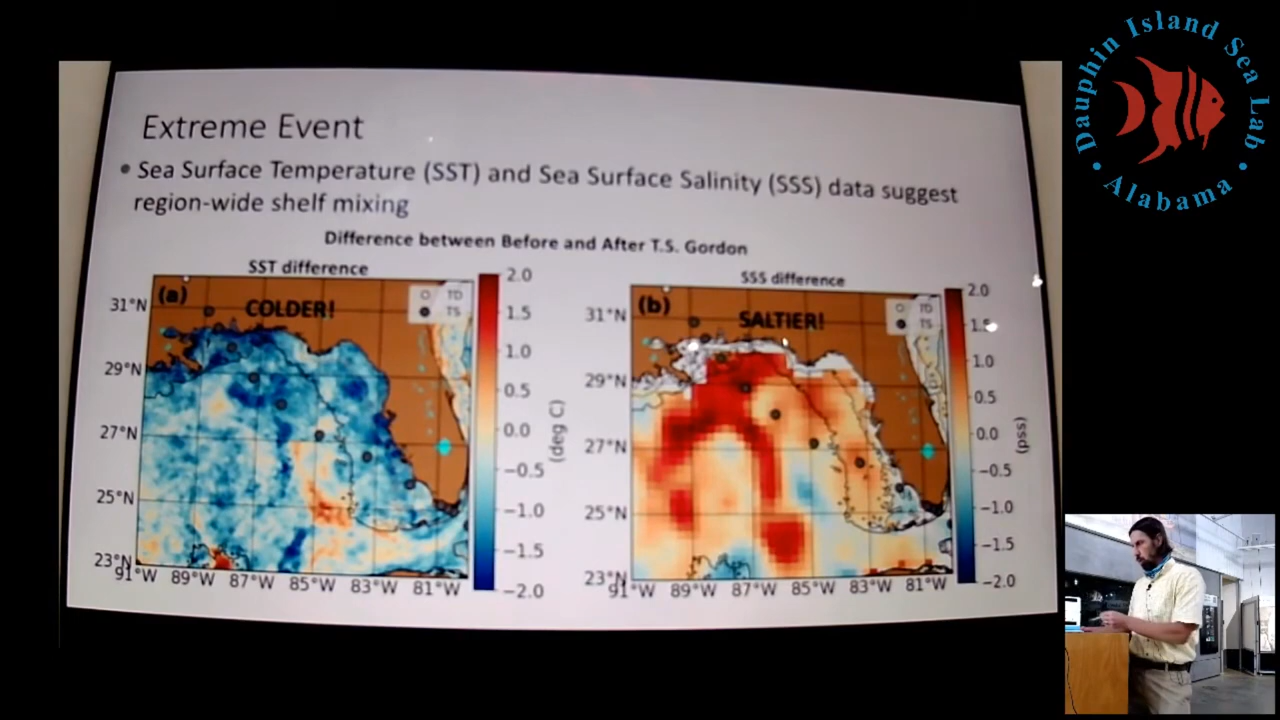 Extreme Event
• Sea Surface Temperature (SST) and Sea Surface Salinity (SSS) data suggest
region-wide shelf mixing
Difference between Before and After T.S. Gordon
SST difference
(a)
COLDER!
TD
TS
31°N
29°N
27°N
25°N
23°N
91°W 89°W 87°W 85°W 83°W 81°W
2.0
1.5
1.0
0.5
0.0
−0.5
−1.0
−1.5
−2.0
(deg C)
SSS difference
(b)
SALTIER!
TD
TS
31°N
29°N
27°N
25°N
23°N
91°W 89°W 87°W 85°W 83°W 81°W
2.0
1.5
1.0
0.5
0.0
−0.5
−1.0
−1.5
−2.0
(pss)
Dauphin Island Sea Lab
• Alabama •